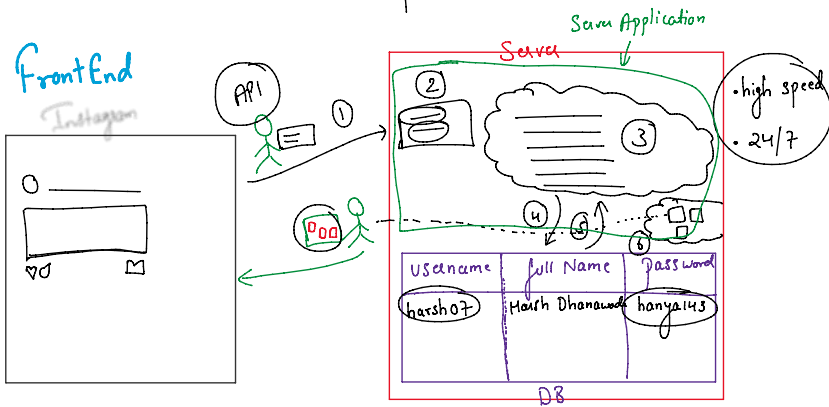 Server Application
Server
FrontEnd
Instagram
API
1
2
3
• high speed
• 24/7
4
5
6
Username
full Name
password
harsh07
Harsh Dhanawade
hanya143
DB